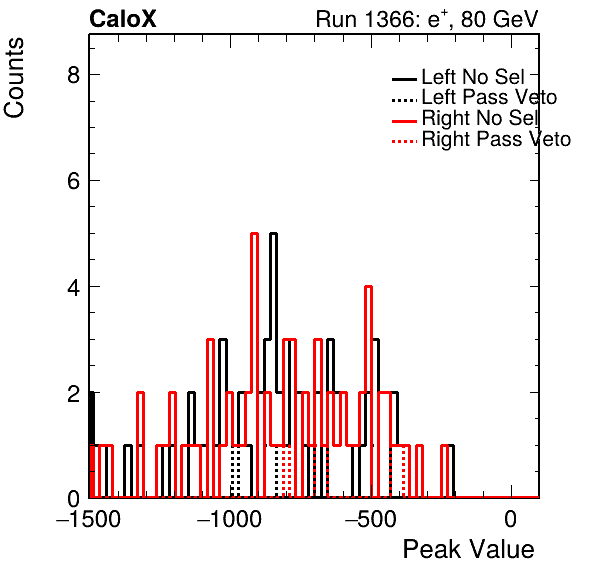 CaloX Run 1366: e⁺, 80 GeV
Counts
Left No Sel
Left Pass Veto
Right No Sel
Right Pass Veto
8
6
4
2
0
−1500 −1000 −500 0
Peak Value